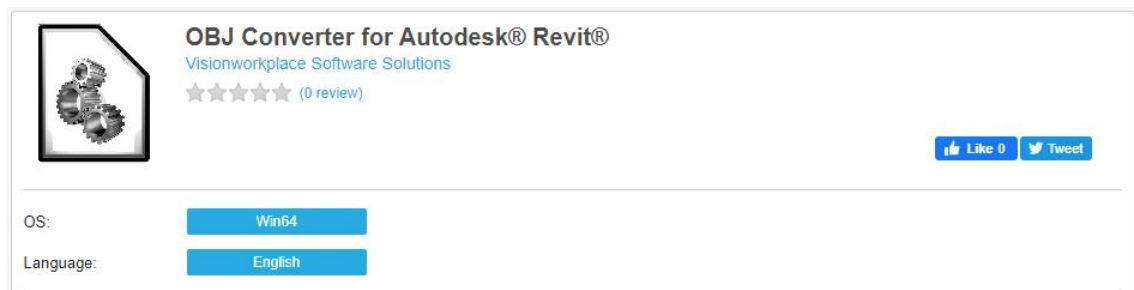 OBJ Converter for Autodesk® Revit®
Visionworkplace Software Solutions
(0 review)
Like 0 Tweet
OS: Win64
Language: English